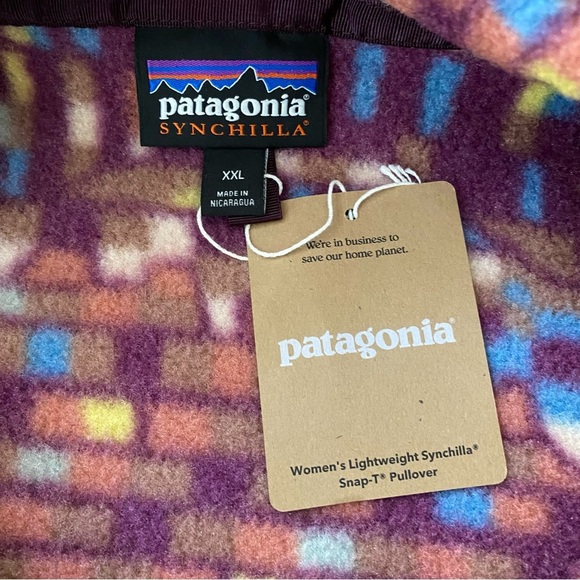 patagonia®
SYNCHILLA®
XXL
MADE IN
NICARAGUA
We're in business to
save our home planet.
patagonia®
Women's Lightweight Synchilla®
Snap-T® Pullover